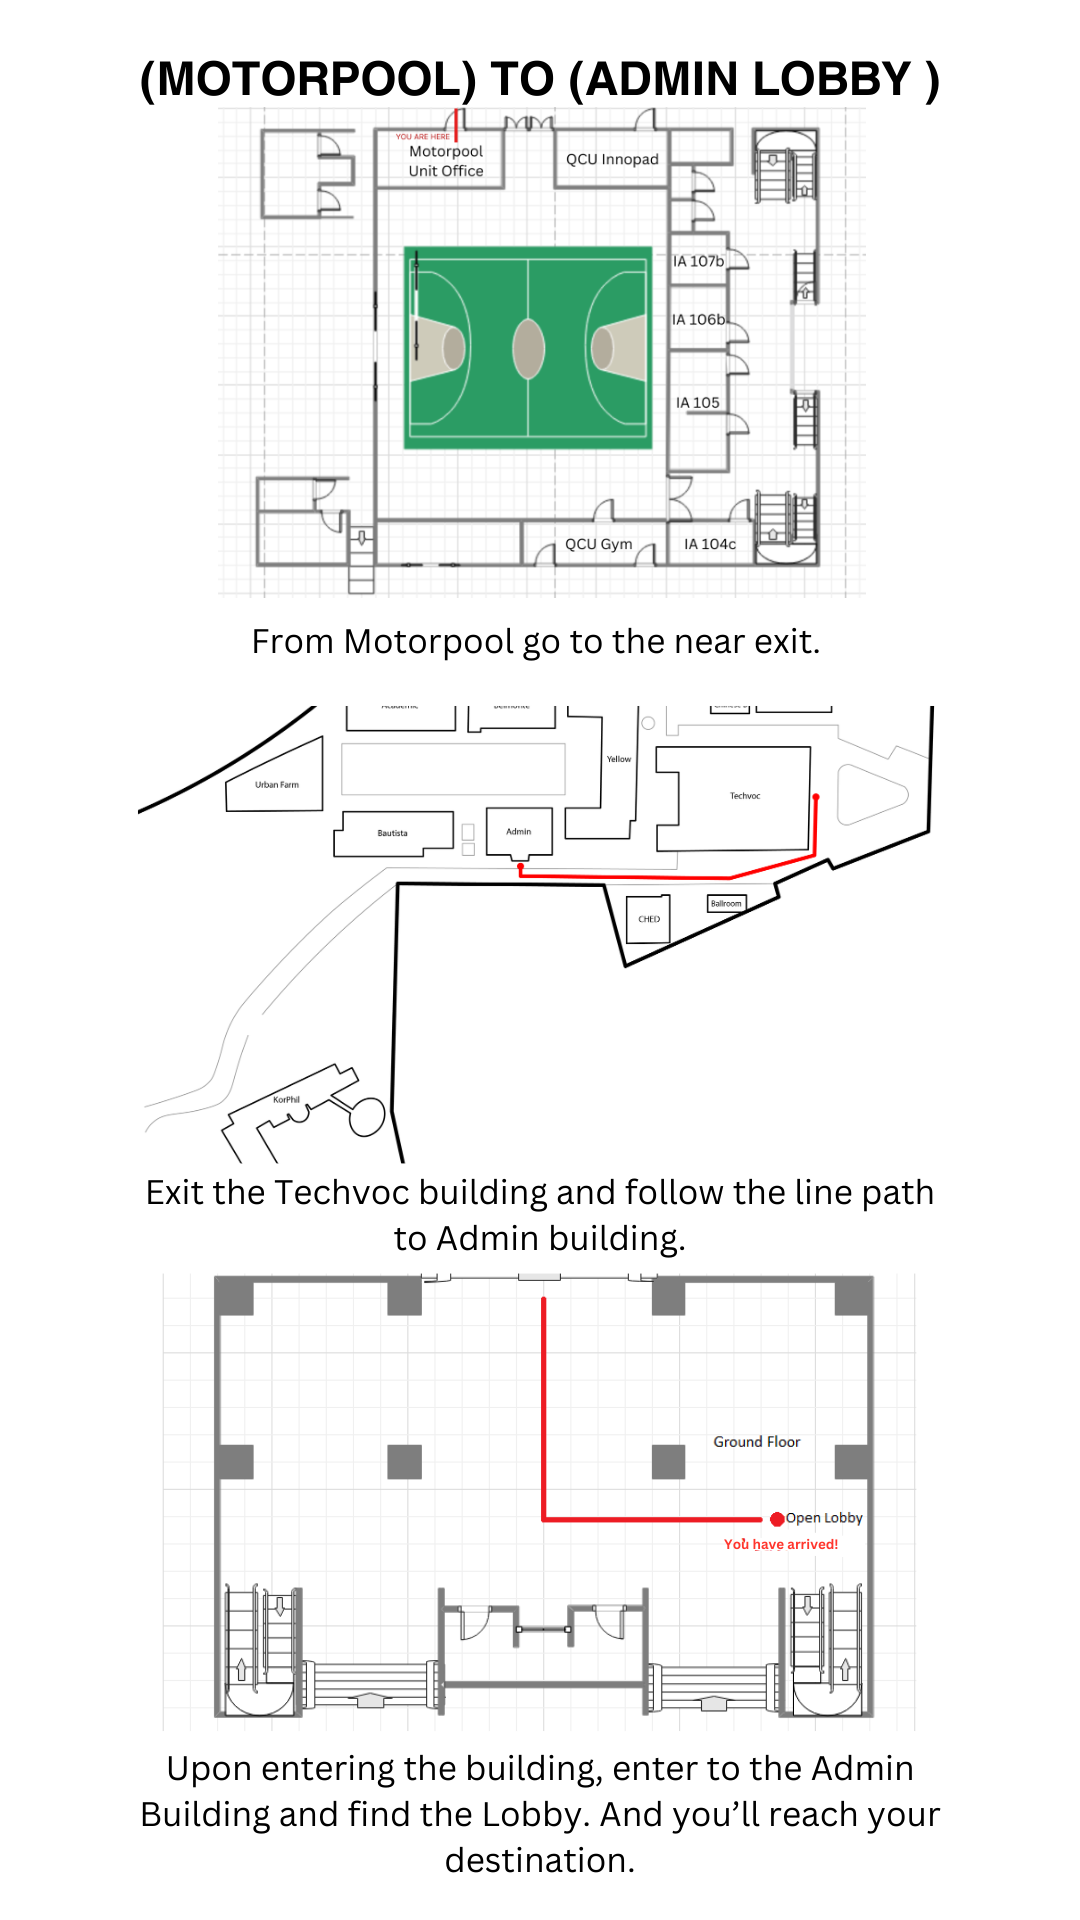 (MOTORPOOL) TO (ADMIN LOBBY )
YOU ARE HERE
Motorpool
Unit Office
QCU Innopad
IA 107b
IA 106b
IA 105
QCU Gym
IA 104c
From Motorpool go to the near exit.
Academic
Belmonte
Yellow
Urban Farm
Techvoc
Bautista
Admin
CHED
Ballroom
KorPhil
Exit the Techvoc building and follow the line path
to Admin building.
Ground Floor
Open Lobby
You have arrived!
Upon entering the building, enter to the Admin
Building and find the Lobby. And you’ll reach your
destination.